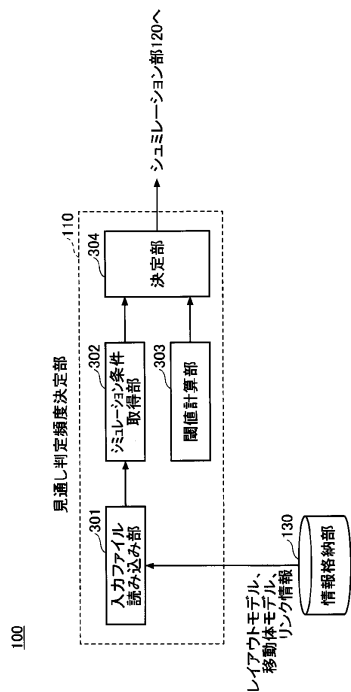 100
見通し判定頻度決定部
110
301
入力ファイル
読み込み部
302
シミュレーション条件
取得部
303
閾値計算部
304
決定部
シュミレーション部120へ
レイアウトモデル、
移動体モデル、
リンク情報
130
情報格納部